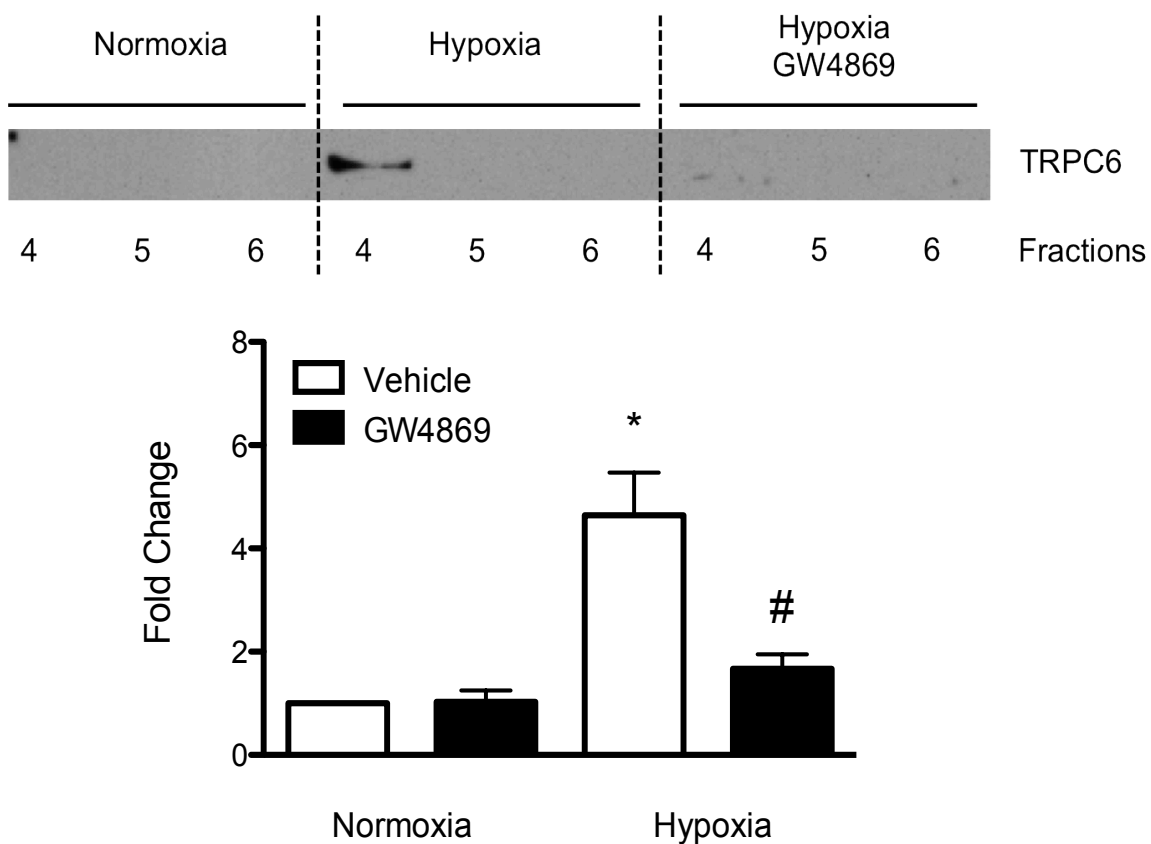 Normoxia Hypoxia Hypoxia
GW4869
TRPC6
4 5 6 4 5 6 4 5 6 Fractions
8
Vehicle
GW4869
*
6
Fold Change
4
#
2
0
Normoxia Hypoxia